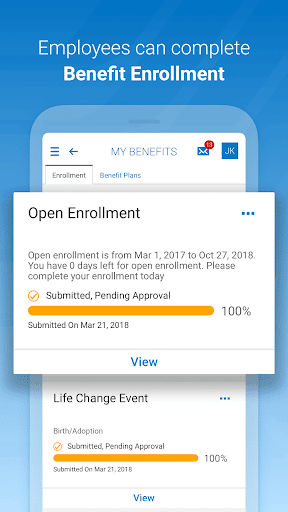 Employees can complete
Benefit Enrollment
MY BENEFITS
13
JK
Enrollment
Benefit Plans
Open Enrollment
Open enrollment is from Mar 1, 2017 to Oct 27, 2018.
You have 0 days left for open enrollment. Please
complete your enrollment today
Submitted, Pending Approval
100%
Submitted On Mar 21, 2018
View
Life Change Event
Birth/Adoption
Submitted, Pending Approval
100%
Submitted On Mar 21, 2018
View